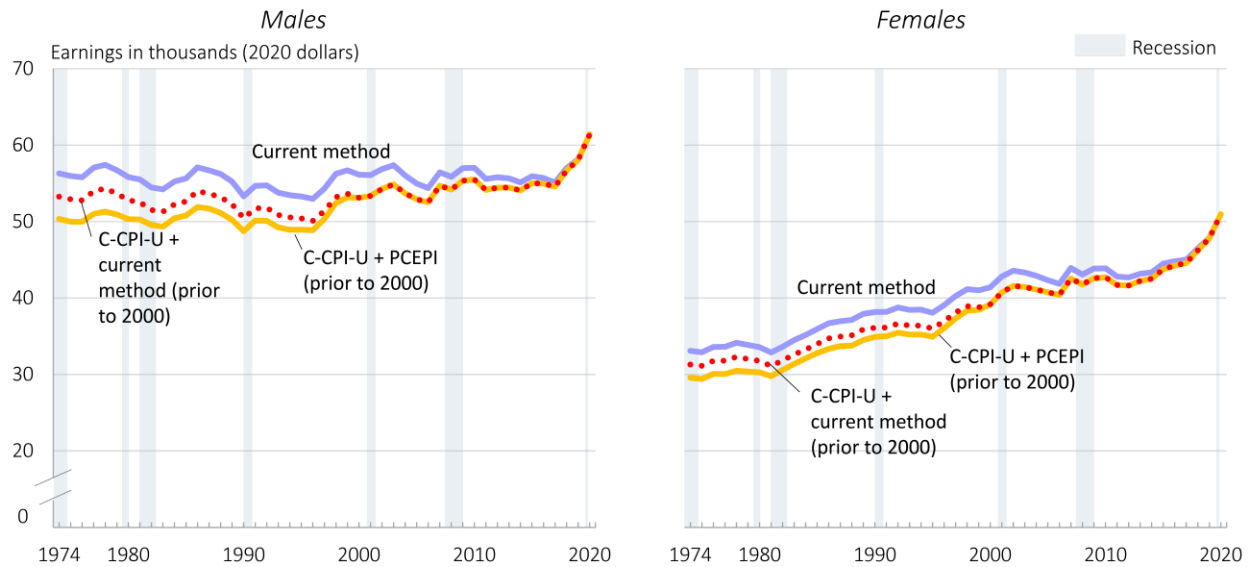 Males
Females
Earnings in thousands (2020 dollars)
Recession
70
60
50
40
30
20
0
Current method
C-CPI-U +
current
method (prior
to 2000)
C-CPI-U + PCEPI
(prior to 2000)
1974
1980
1990
2000
2010
2020
Current method
C-CPI-U + PCEPI
(prior to 2000)
C-CPI-U +
current method
(prior to 2000)
1974
1980
1990
2000
2010
2020